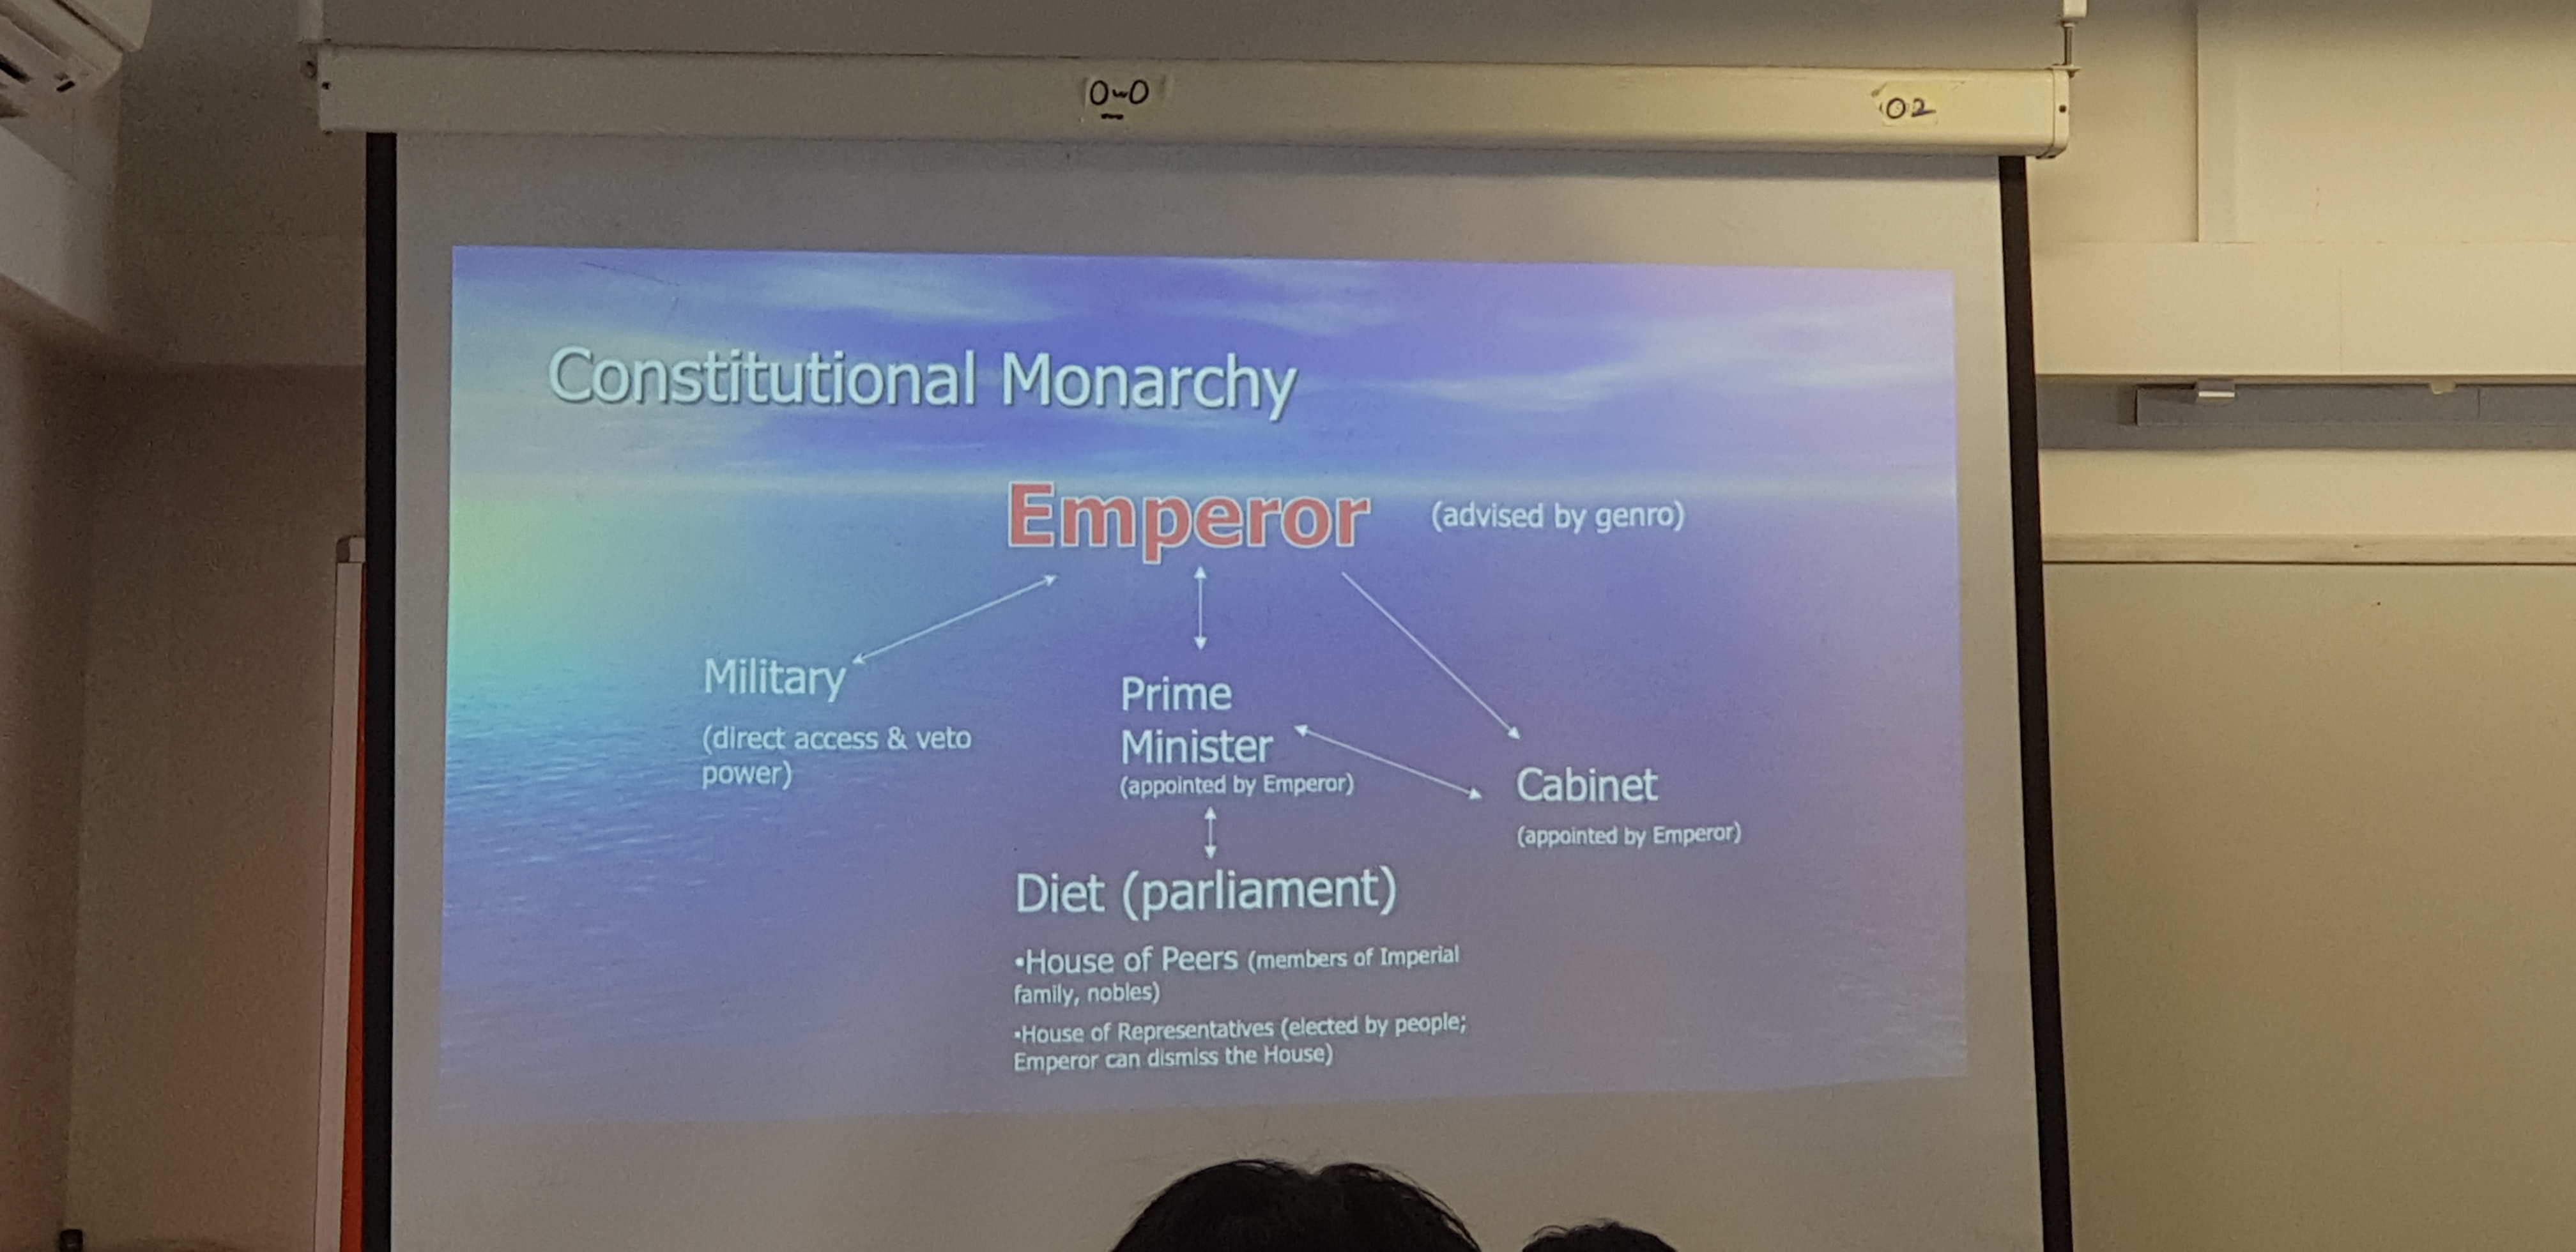 OwO
02
Constitutional Monarchy
Emperor
(advised by genro)
Military
(direct access & veto
power)
Prime
Minister
(appointed by Emperor)
Cabinet
(appointed by Emperor)
Diet (parliament)
•House of Peers (members of Imperial
family, nobles)
•House of Representatives (elected by people;
Emperor can dismiss the House)